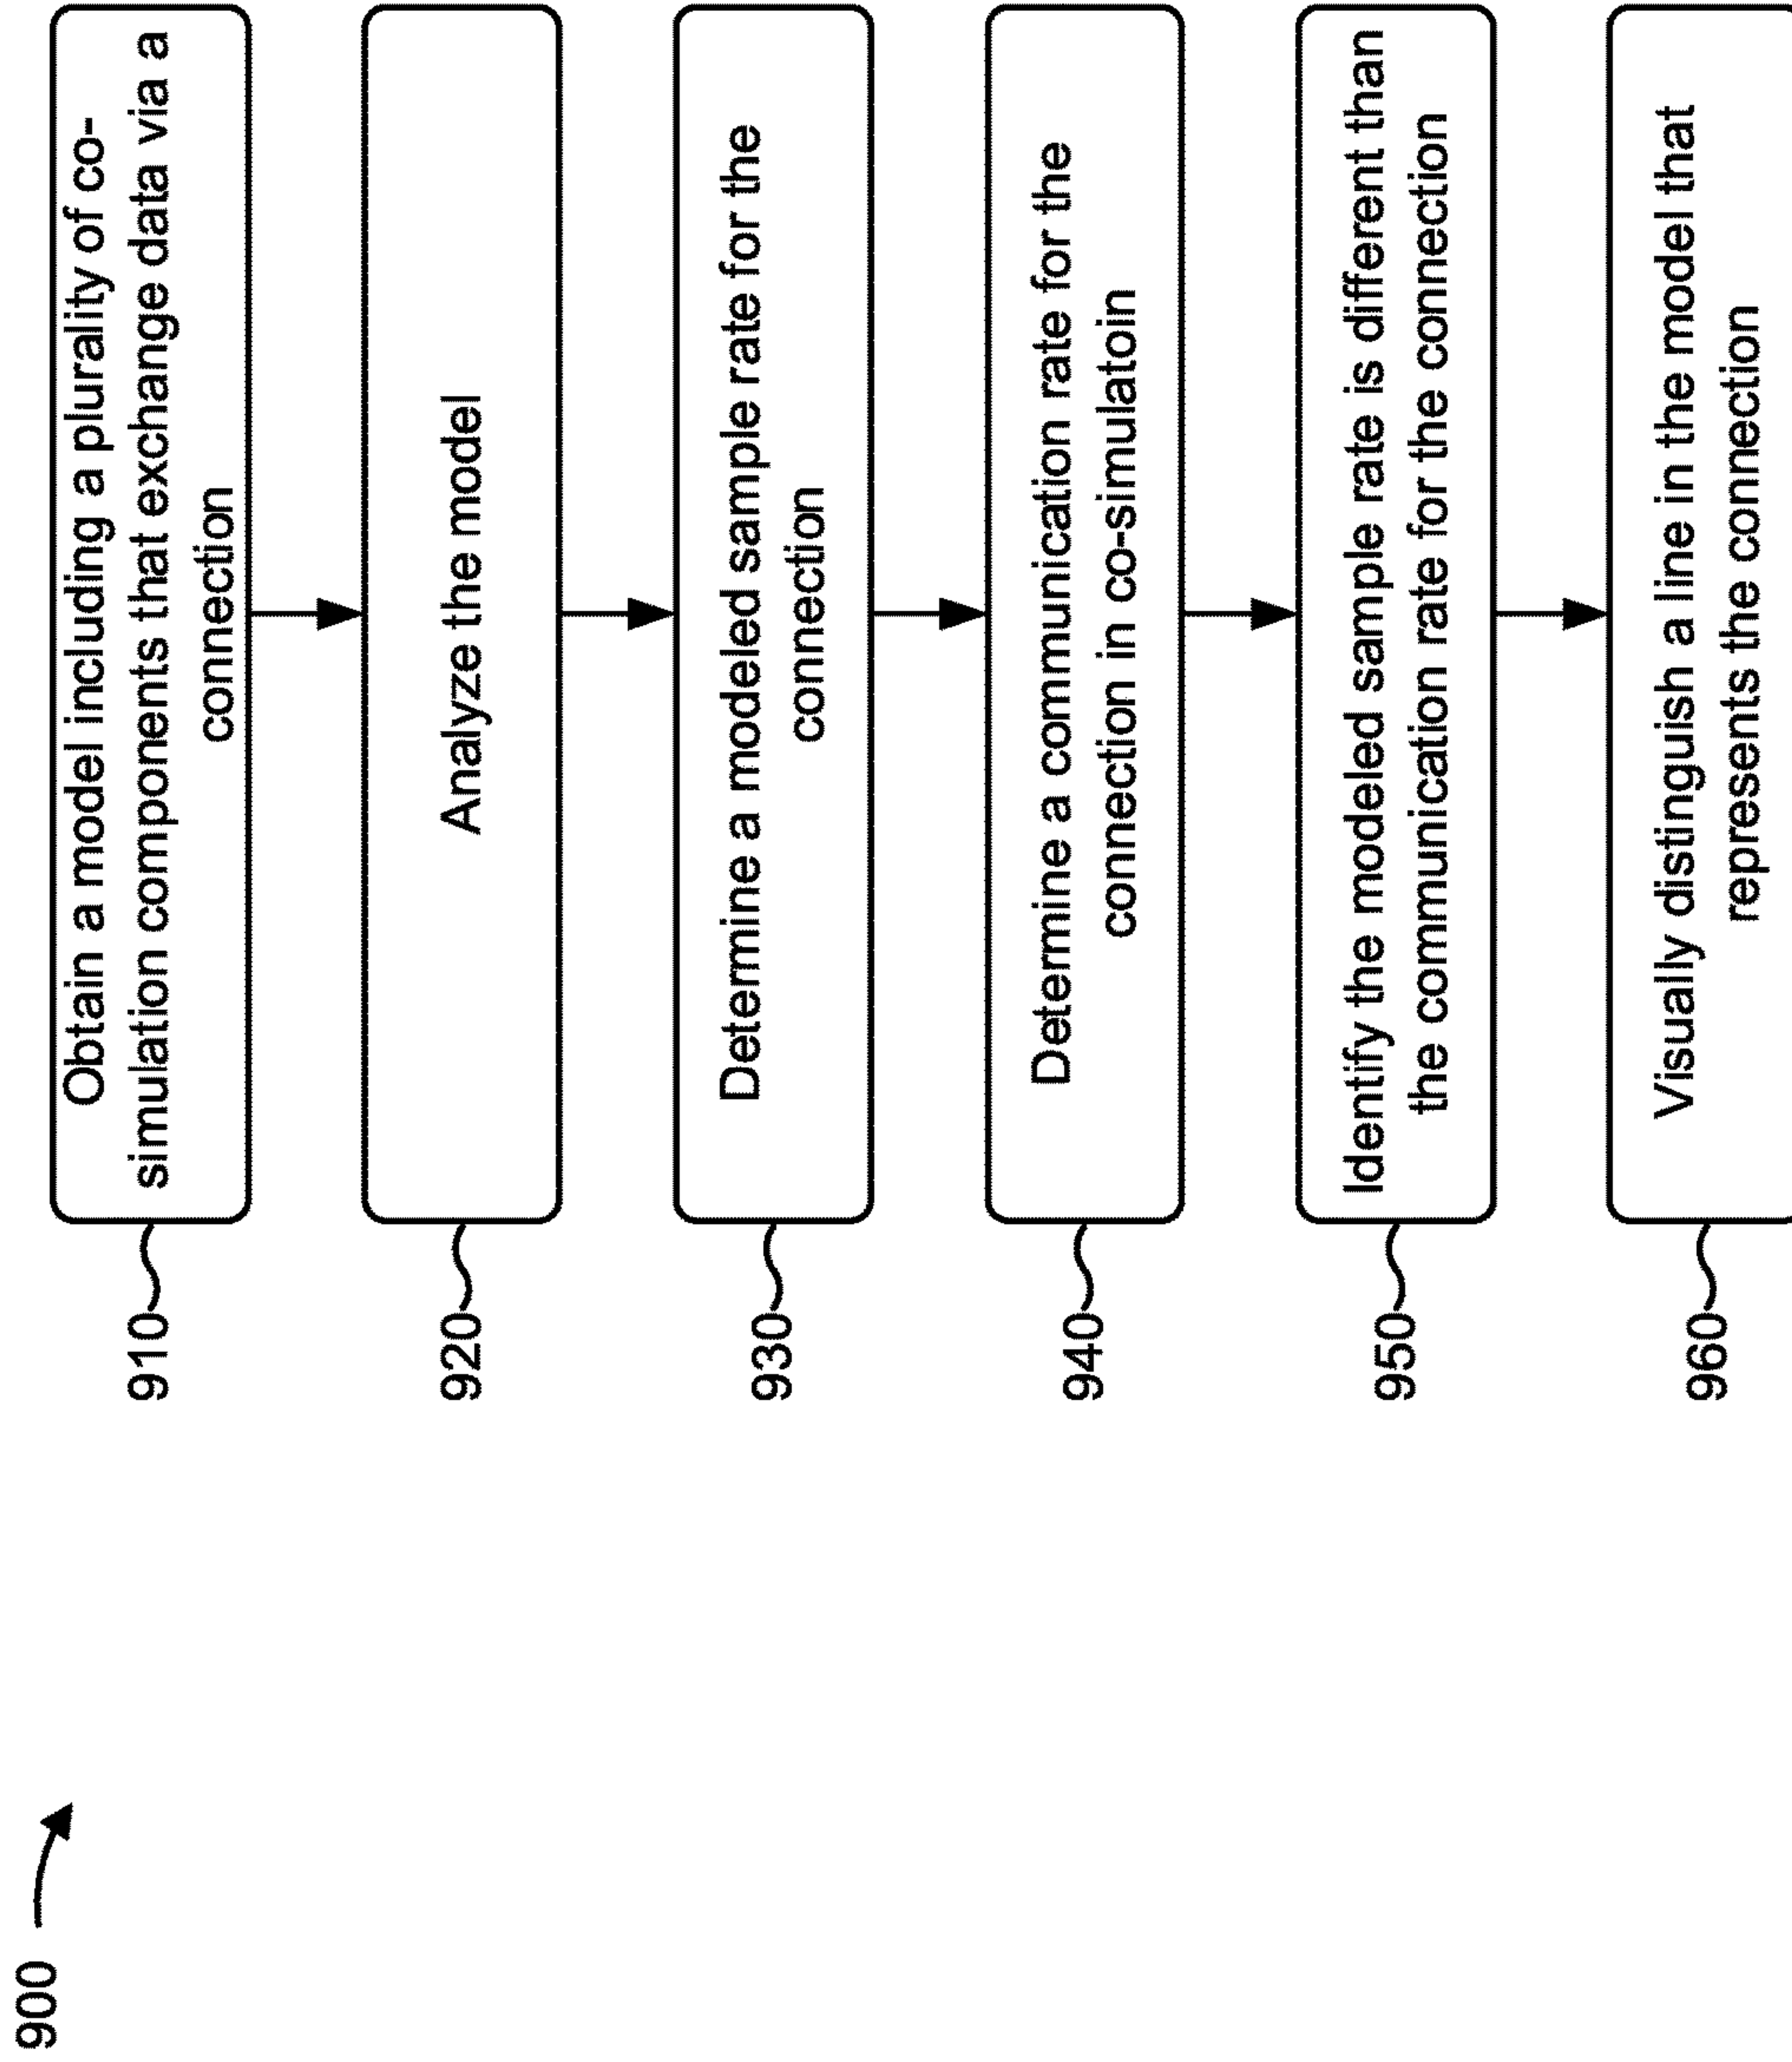 900
910
Obtain a model including a plurality of co-
simulation components that exchange data via a
connection
920
Analyze the model
930
Determine a modeled sample rate for the
connection
940
Determine a communication rate for the
connection in co-simulatoin
950
Identify the modeled sample rate is different than
the communication rate for the connection
960
Visually distinguish a line in the model that
represents the connection